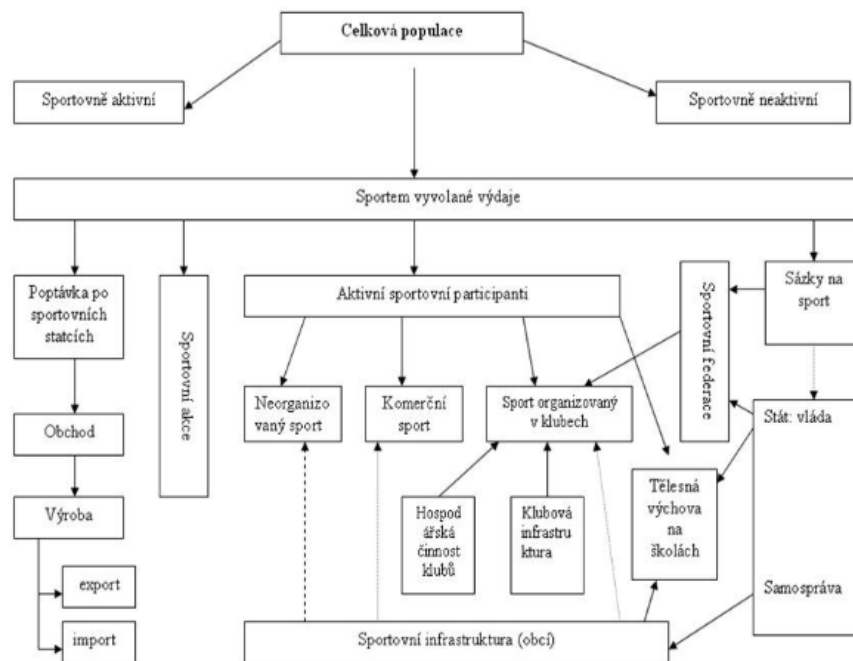 Celková populace
Sportovně aktivní
Sportovně neaktivní
Sportem vyvolané výdaje
Poptávka po
sportovních
statcích
Sportovní akce
Aktivní sportovní participanti
Sportovní federace
Sázky na
sport
Neorganizo
vaný sport
Komerční
sport
Sport organizovaný
v klubech
Obchod
Stát: vláda
Výroba
Hospod
ářská
činnost
klubů
Klubová
infrastru
ktura
Tělesná
výchova
na
školách
export
Samospráva
import
Sportovní infrastruktura (obcí)